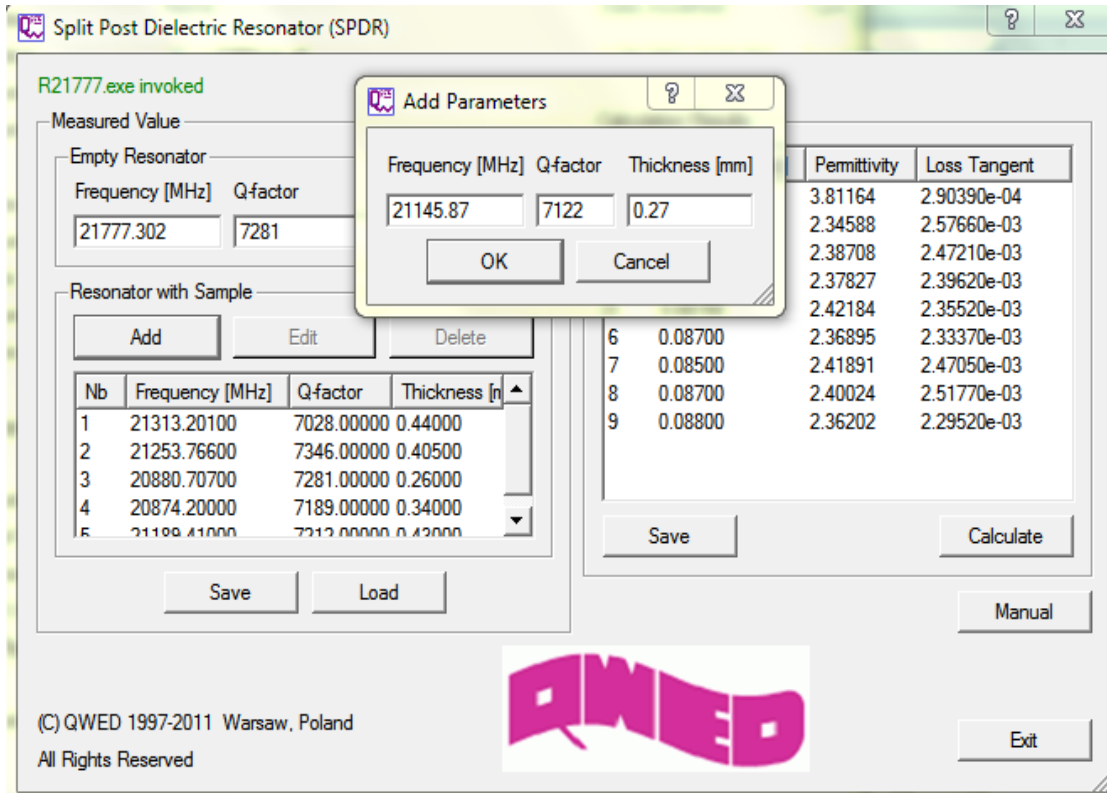 Split Post Dielectric Resonator (SPDR)
R21777.exe invoked
Measured Value
Empty Resonator
Frequency [MHz] Q-factor
21777.302 7281
Resonator with Sample
Add Edit Delete
Nb Frequency [MHz] Q-factor Thickness [
1 21313.20100 7028.00000 0.44000
2 21253.76600 7346.00000 0.40500
3 20880.70700 7281.00000 0.26000
4 20874.20000 7189.00000 0.34000
5 21189.41000 7212.00000 0.43000
Save Load
Add Parameters
Frequency [MHz] Q-factor Thickness [mm]
21145.87 7122 0.27
OK Cancel
Permittivity Loss Tangent
3.81164 2.90390e-04
2.34588 2.57660e-03
2.38708 2.47210e-03
2.37827 2.39620e-03
2.42184 2.35520e-03
6 0.08700 2.36895 2.33370e-03
7 0.08500 2.41891 2.47050e-03
8 0.08700 2.40024 2.51770e-03
9 0.08800 2.36202 2.29520e-03
Save Calculate
Manual
QWED
(C) QWED 1997-2011 Warsaw, Poland
All Rights Reserved
Exit